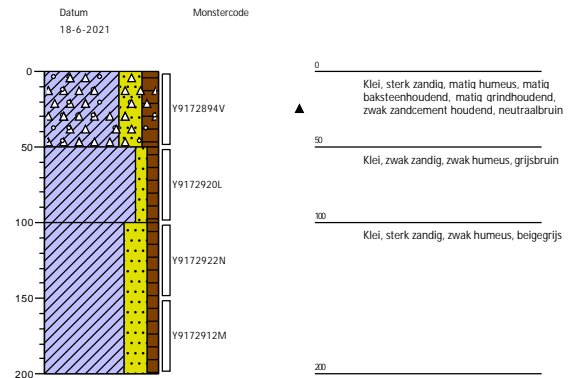 Datum
Monstercode
18-6-2021
0
50
100
150
200
Y9172894V
Y9172920L
Y9172922N
Y9172912M
0
Klei, sterk zandig, matig humeus, matig
baksteenhoudend, matig grindhoudend,
zwak zandcement houdend, neutraalbruin
50
Klei, zwak zandig, zwak humeus, grijsbruin
100
Klei, sterk zandig, zwak humeus, beigegrijs
200